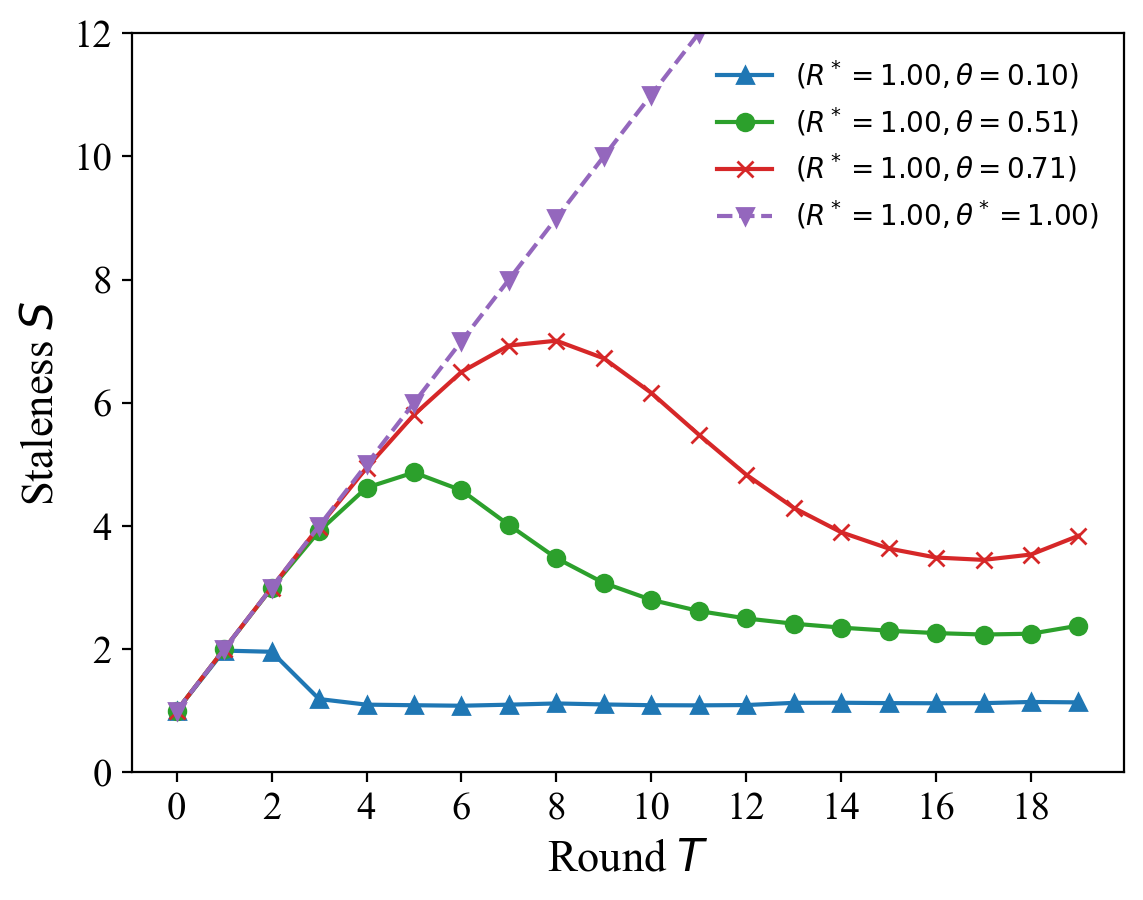 12
10
8
6
4
2
0
Staleness S
0 2 4 6 8 10 12 14 16 18
Round T
(R* = 1.00, θ = 0.10)
(R* = 1.00, θ = 0.51)
(R* = 1.00, θ = 0.71)
(R* = 1.00, θ* = 1.00)